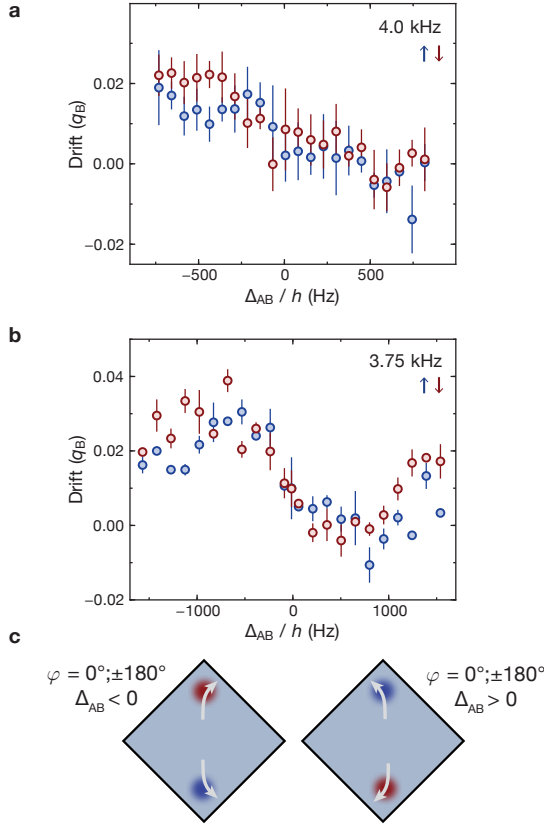 a
4.0 kHz
↑↓
0.02
0.00
−0.02
Drift (qB)
−500
0
500
ΔAB / h (Hz)
b
3.75 kHz
↑↓
0.04
0.02
0.00
−0.02
Drift (qB)
−1000
0
1000
ΔAB / h (Hz)
c
φ = 0°;±180°
ΔAB < 0
φ = 0°;±180°
ΔAB > 0